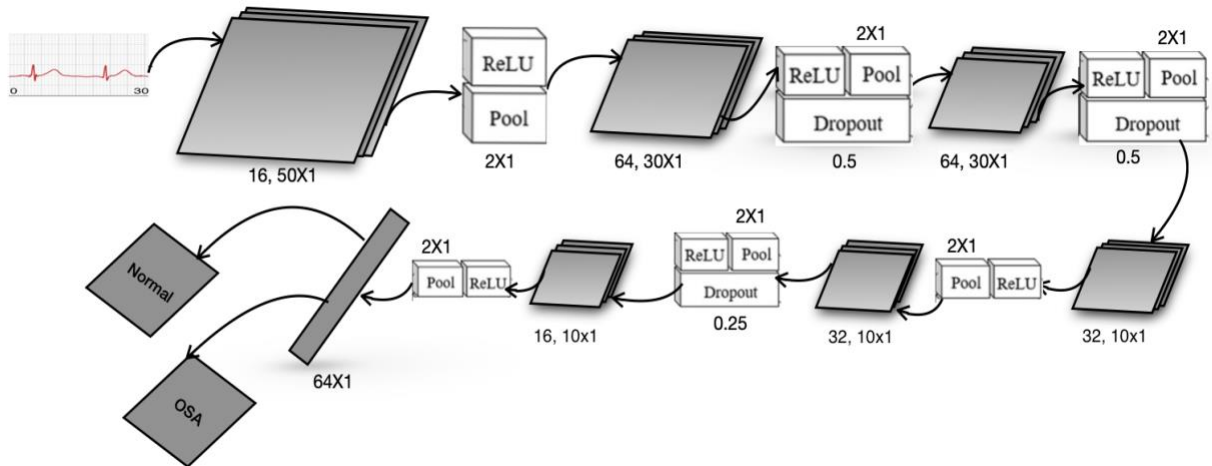 0 30
16, 50X1
ReLU
Pool
2X1
64, 30X1
2X1
ReLU Pool
Dropout
0.5
64, 30X1
2X1
ReLU Pool
Dropout
0.5
32, 10x1
2X1
Pool ReLU
32, 10x1
2X1
ReLU Pool
Dropout
0.25
16, 10x1
2X1
Pool ReLU
64X1
Normal
OSA